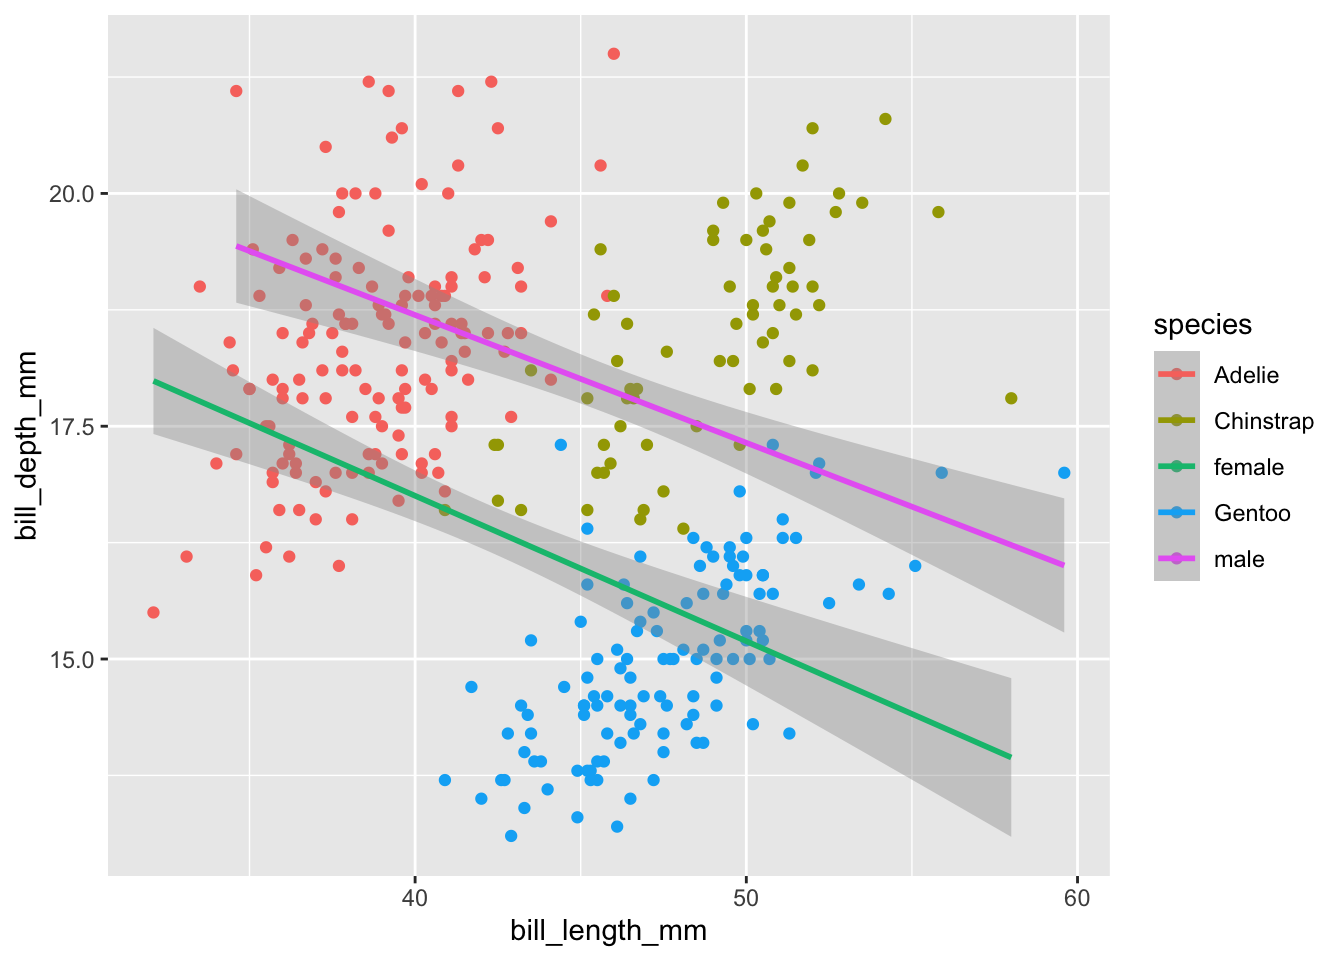 20.0
17.5
15.0
bill_depth_mm
40
50
60
bill_length_mm
species
Adelie
Chinstrap
female
Gentoo
male